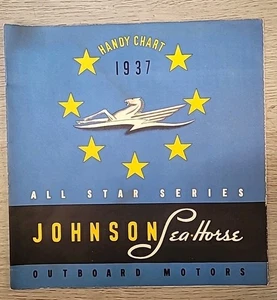 HANDY CHART
1937
ALL STAR SERIES
JOHNSON Sea-Horse
OUTBOARD MOTORS